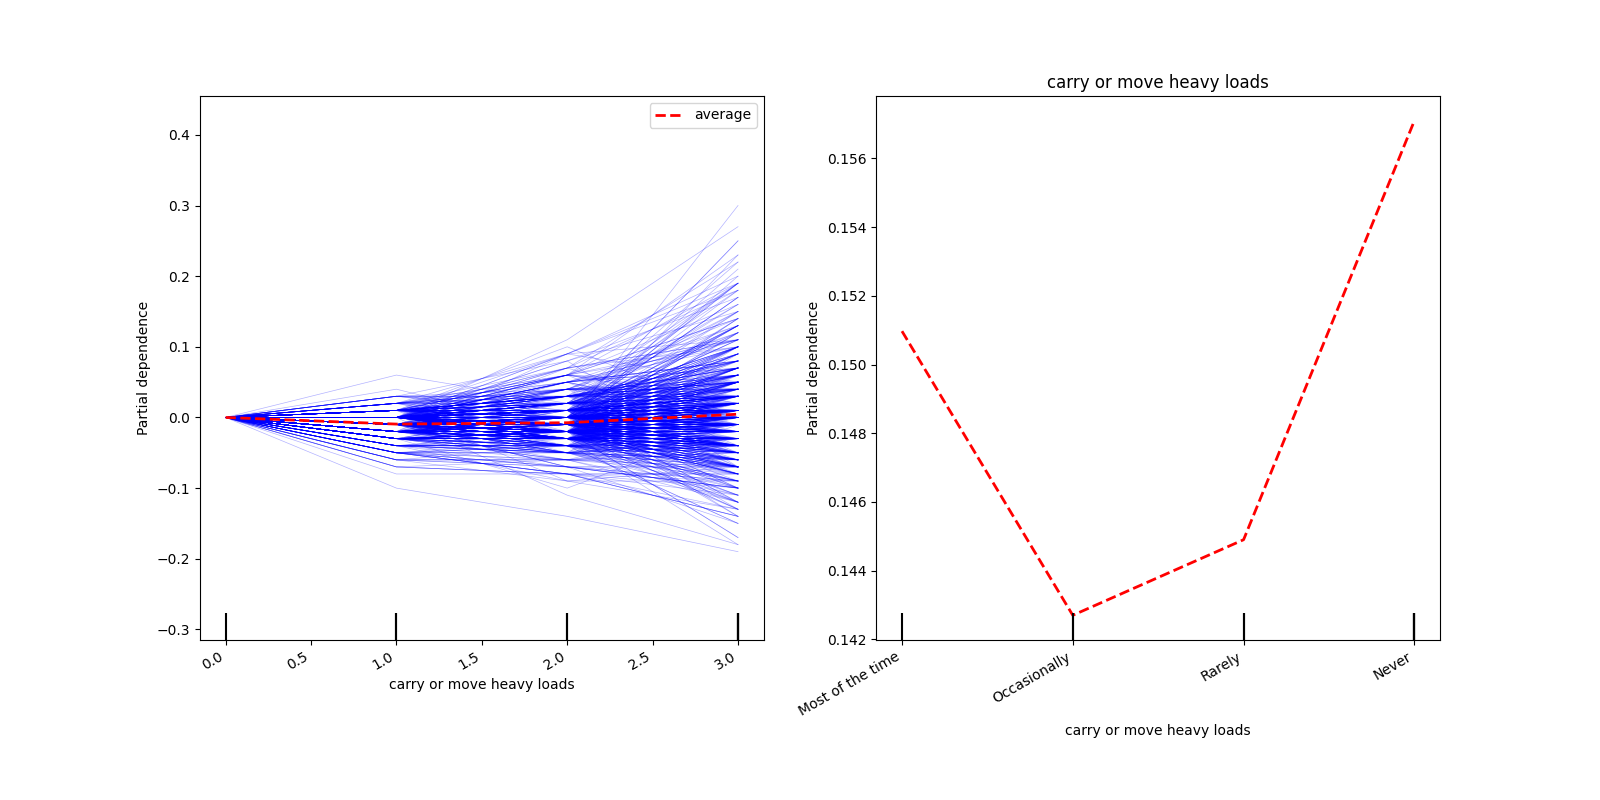 average
0.4
0.3
0.2
0.1
0.0
−0.1
−0.2
−0.3
Partial dependence
0.0
0.5
1.0
1.5
2.0
2.5
3.0
carry or move heavy loads
carry or move heavy loads
0.156
0.154
0.152
0.150
0.148
0.146
0.144
0.142
Partial dependence
Most of the time
Occasionally
Rarely
Never
carry or move heavy loads